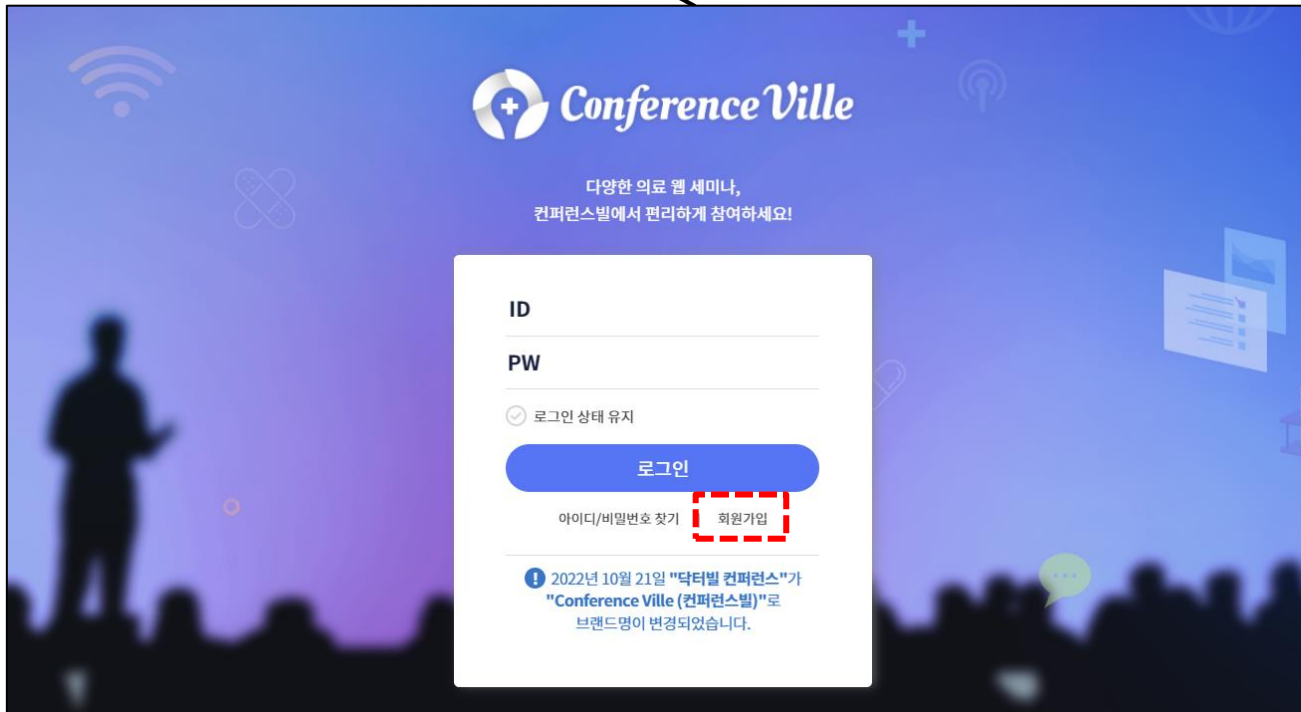 Conference Ville
다양한 의료 웹 세미나,
컨퍼런스빌에서 편리하게 참여하세요!
ID
PW
로그인 상태 유지
로그인
아이디/비밀번호 찾기 회원가입
2022년 10월 21일 "닥터빌 컨퍼런스"가
"Conference Ville (컨퍼런스빌)"로
브랜드명이 변경되었습니다.